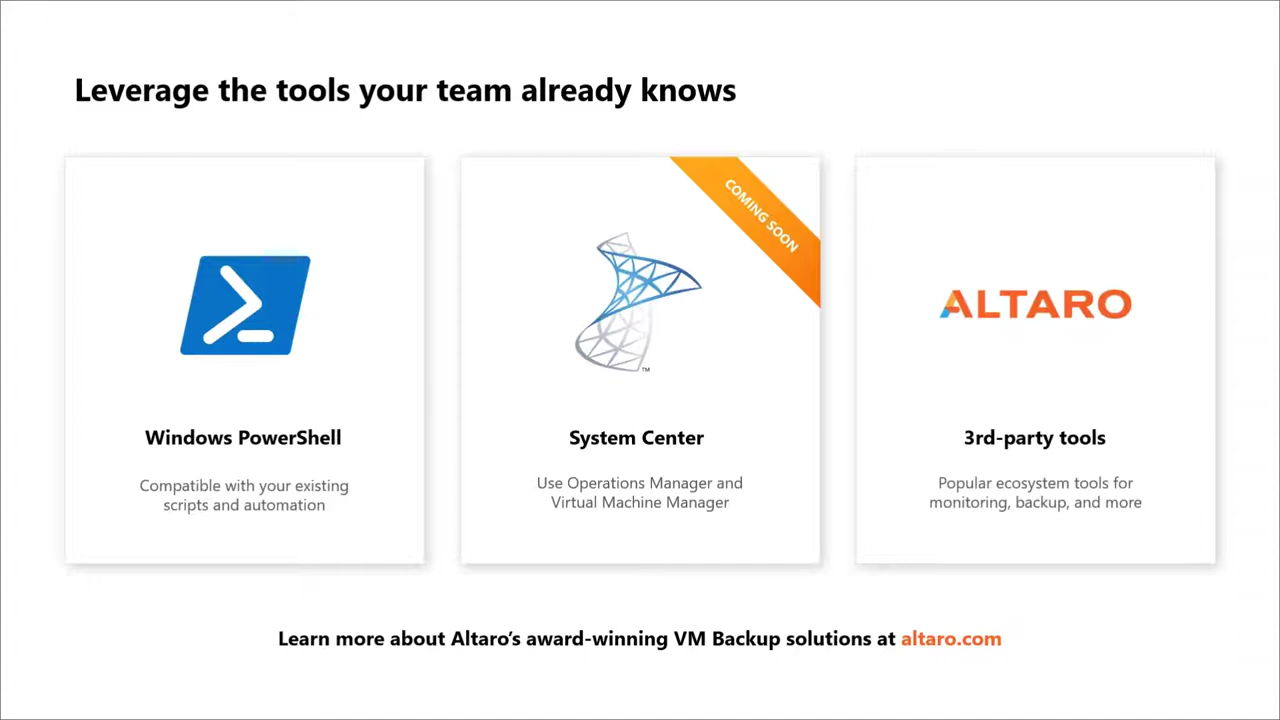 Leverage the tools your team already knows
COMING SOON
TM
ALTARO
Windows PowerShell
Compatible with your existing
scripts and automation
System Center
Use Operations Manager and
Virtual Machine Manager
3rd-party tools
Popular ecosystem tools for
monitoring, backup, and more
Learn more about Altaro’s award-winning VM Backup solutions at altaro.com